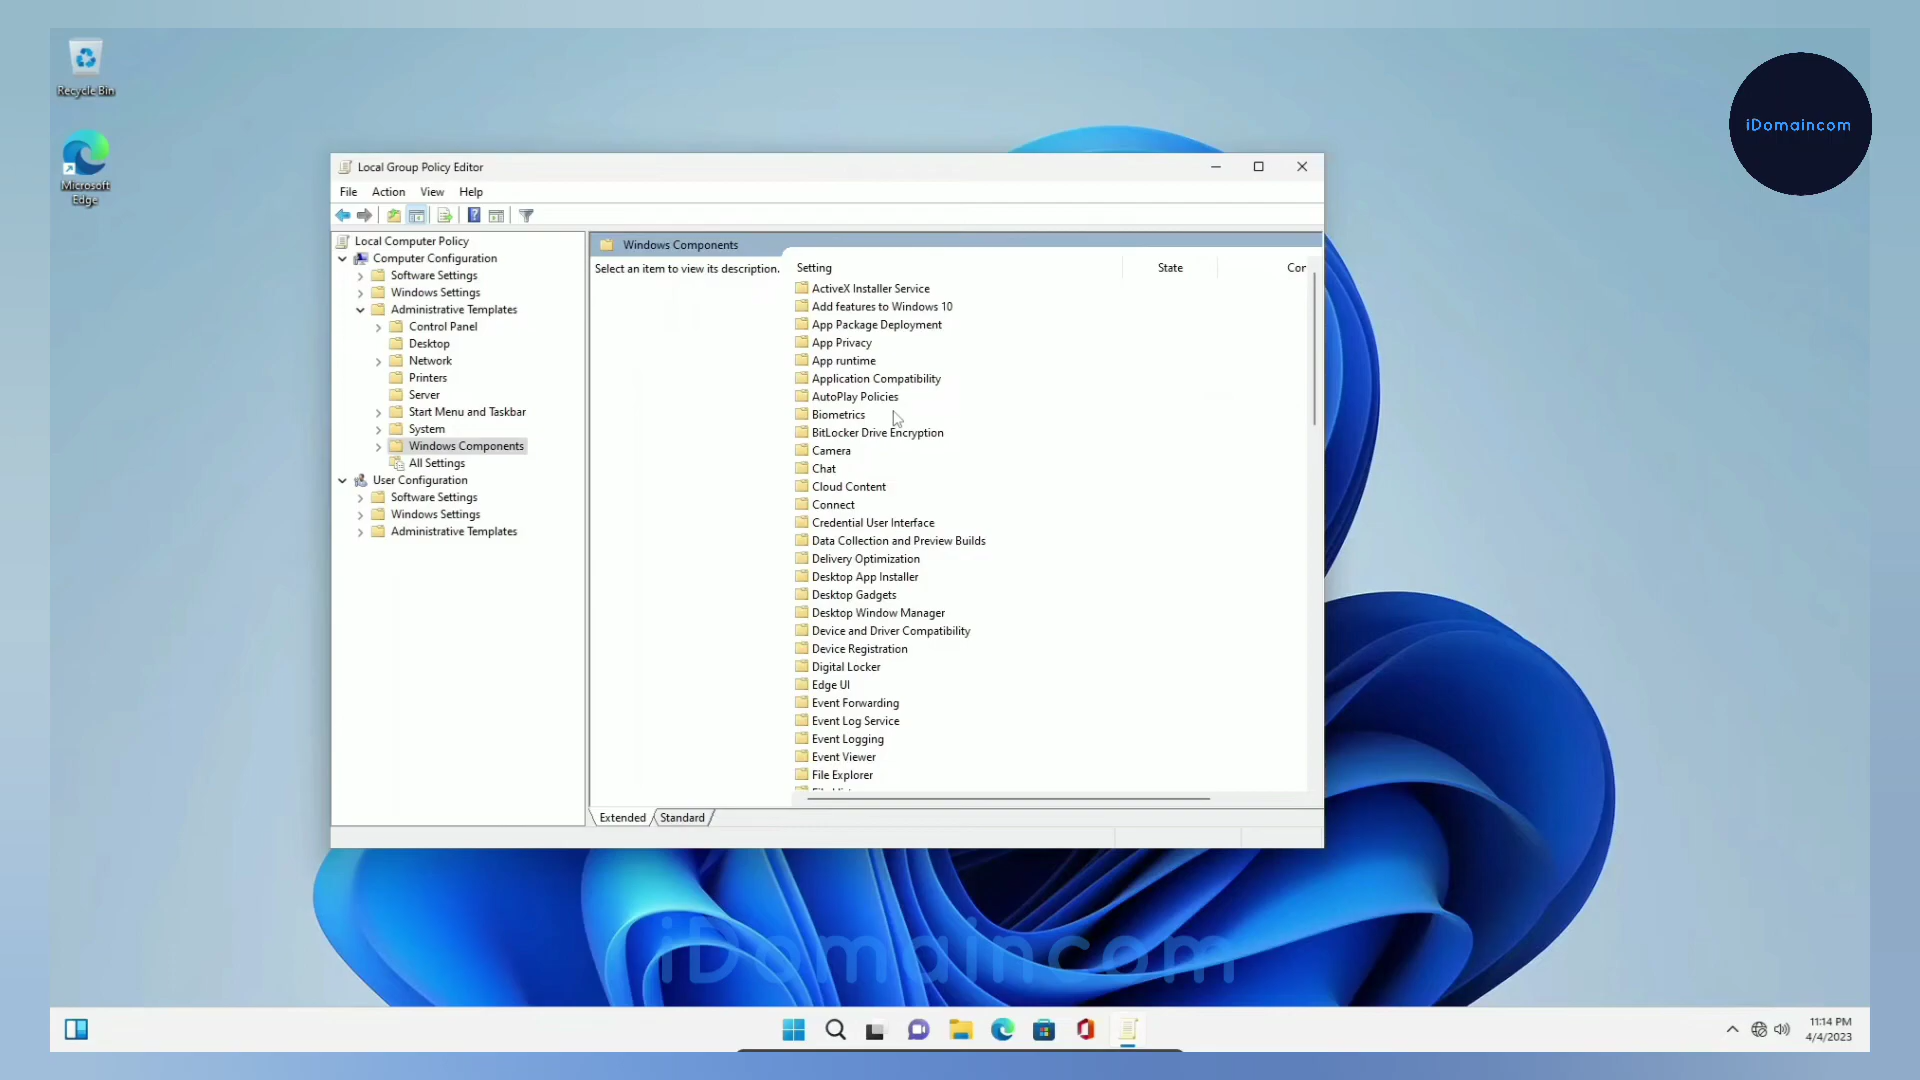 Recycle Bin
Microsoft
Edge
iDomaincom
Local Group Policy Editor
File Action View Help
Local Computer Policy
Computer Configuration
Software Settings
Windows Settings
Administrative Templates
Control Panel
Desktop
Network
Printers
Server
Start Menu and Taskbar
System
Windows Components
All Settings
User Configuration
Software Settings
Windows Settings
Administrative Templates
Windows Components
Select an item to view its description.
Setting State Con
ActiveX Installer Service
Add features to Windows 10
App Package Deployment
App Privacy
App runtime
Application Compatibility
AutoPlay Policies
Biometrics
BitLocker Drive Encryption
Camera
Chat
Cloud Content
Connect
Credential User Interface
Data Collection and Preview Builds
Delivery Optimization
Desktop App Installer
Desktop Gadgets
Desktop Window Manager
Device and Driver Compatibility
Device Registration
Digital Locker
Edge UI
Event Forwarding
Event Log Service
Event Logging
Event Viewer
File Explorer
Extended Standard
iDomaincom
11:14 PM
4/4/2023